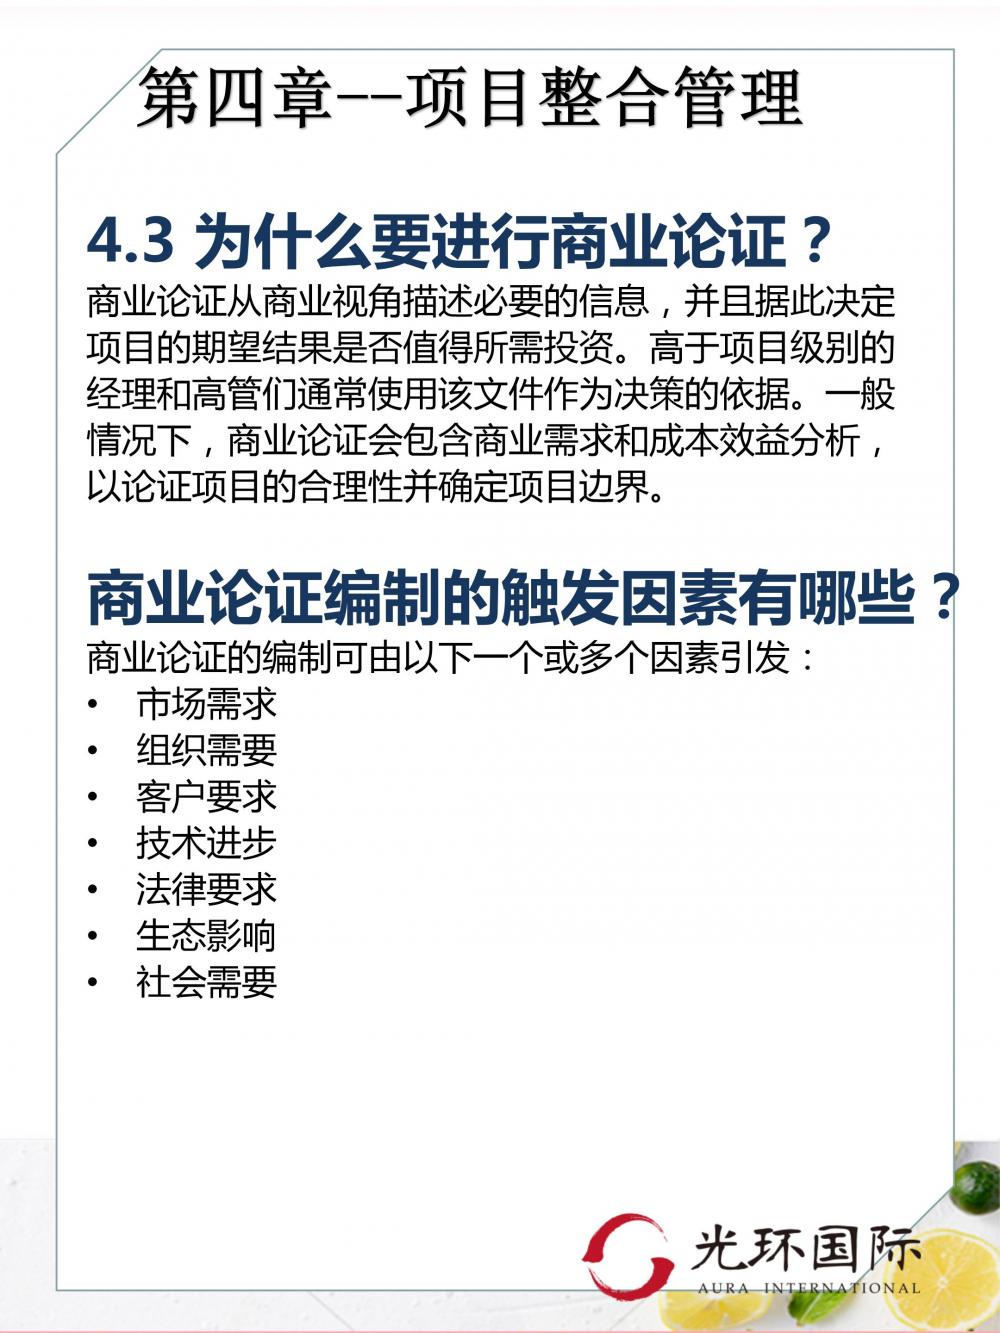 第四章--项目整合管理
4.3 为什么要进行商业论证？
商业论证从商业视角描述必要的信息，并且据此决定
项目的期望结果是否值得所需投资。高于项目级别的
经理和高管们通常使用该文件作为决策的依据。一般
情况下，商业论证会包含商业需求和成本效益分析，
以论证项目的合理性并确定项目边界。
商业论证编制的触发因素有哪些？
商业论证的编制可由以下一个或多个因素引发：
• 市场需求
• 组织需要
• 客户要求
• 技术进步
• 法律要求
• 生态影响
• 社会需要
光环国际
AURA INTERNATIONAL